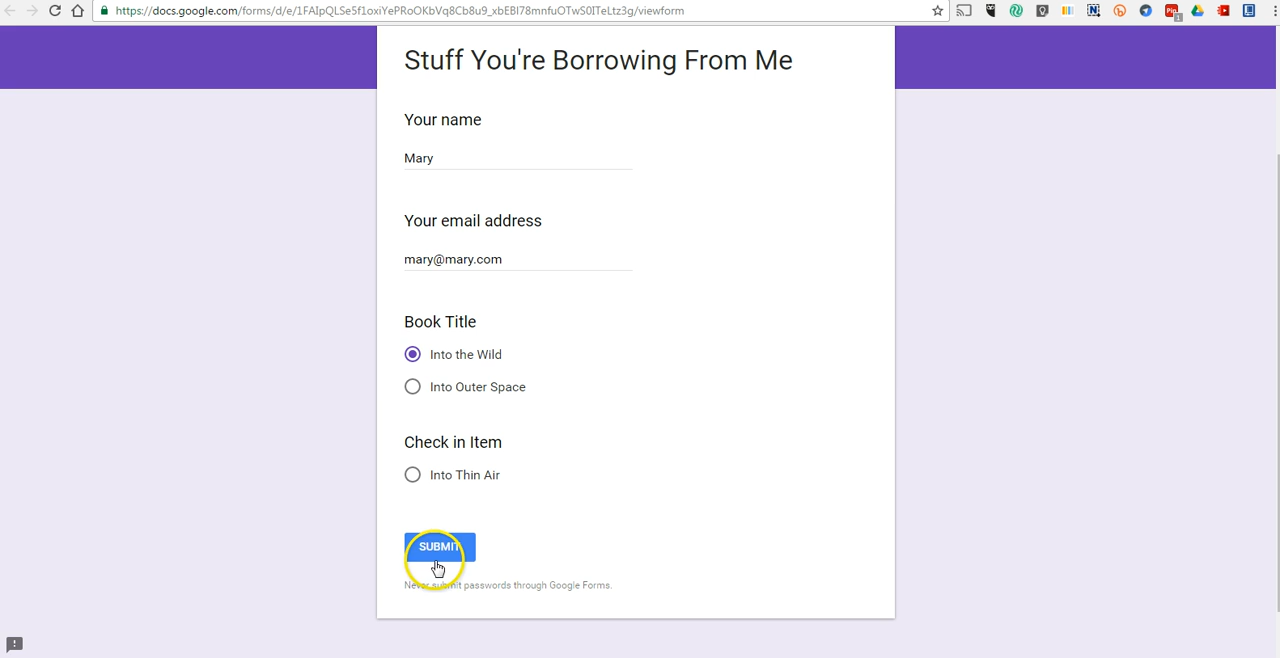 https://docs.google.com/forms/d/e/1FAIpQLSe5f1oxiYePRoOKbVq8Cb8u9_xbEBI78mnfuOTwS0ITeLtz3g/viewform
1
Stuff You're Borrowing From Me
Your name
Mary
Your email address
mary@mary.com
Book Title
Into the Wild
Into Outer Space
Check in Item
Into Thin Air
SUBMIT
Never submit passwords through Google Forms.